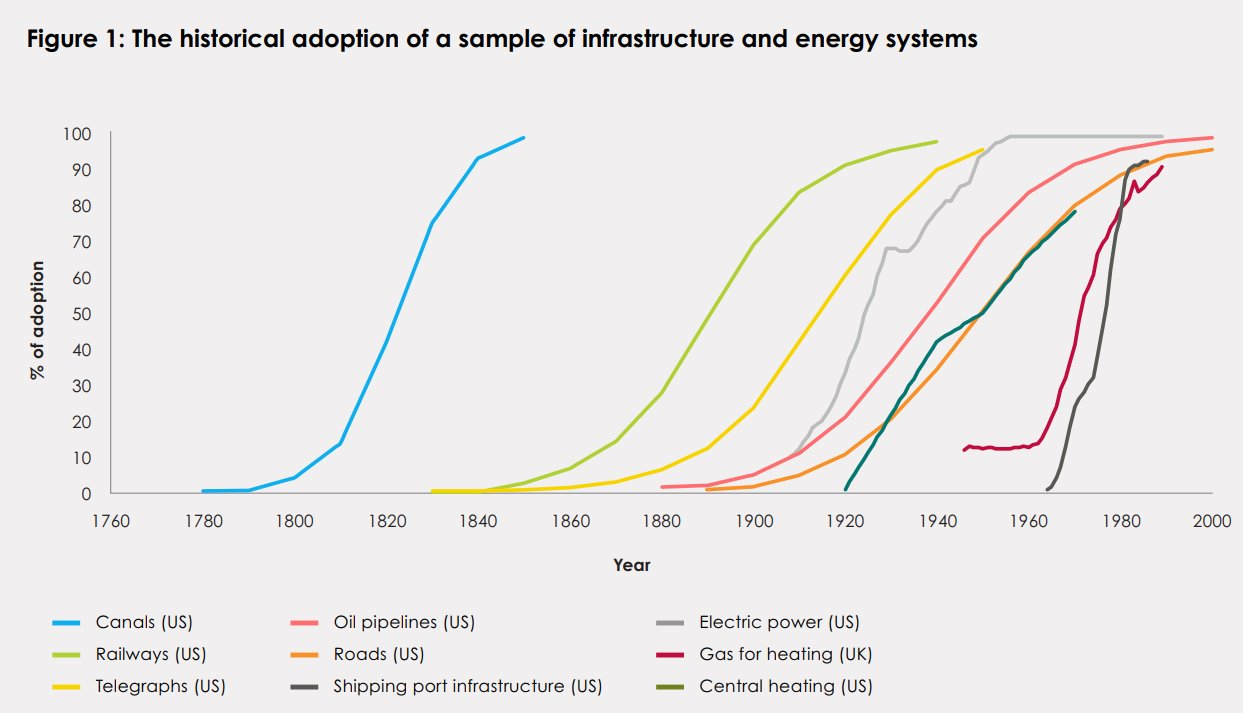 Figure 1: The historical adoption of a sample of infrastructure and energy systems
100
90
80
70
60
50
40
30
20
10
0
% of adoption
1760 1780 1800 1820 1840 1860 1880 1900 1920 1940 1960 1980 2000
Year
Canals (US) Oil pipelines (US) Electric power (US)
Railways (US) Roads (US) Gas for heating (UK)
Telegraphs (US) Shipping port infrastructure (US) Central heating (US)